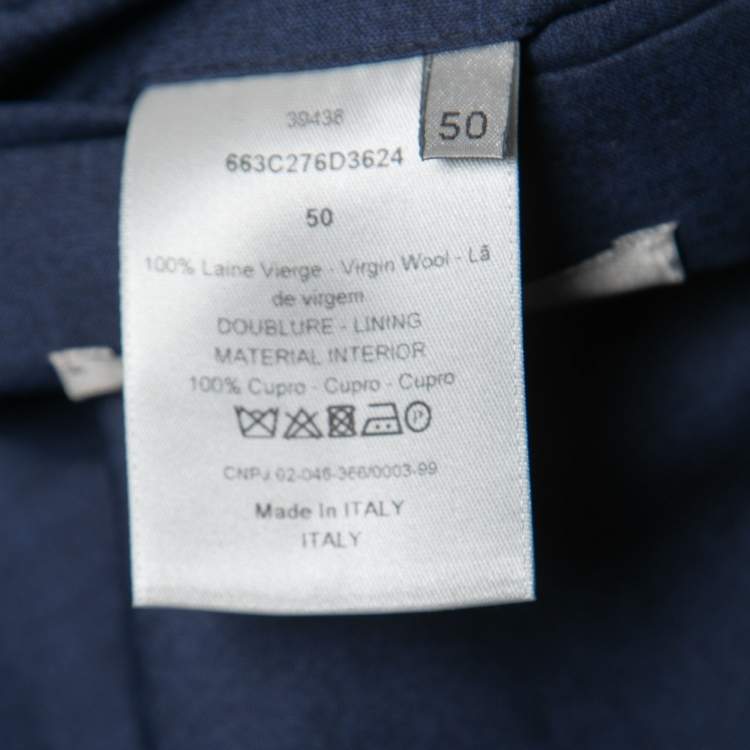 39436
50
663C276D3624
50
100% Laine Vierge - Virgin Wool - Lã
de virgem
DOUBLURE - LINING
MATERIAL INTERIOR
100% Cupro - Cupro - Cupro
P
CNPJ 02-046-366/0003-99
Made In ITALY
ITALY